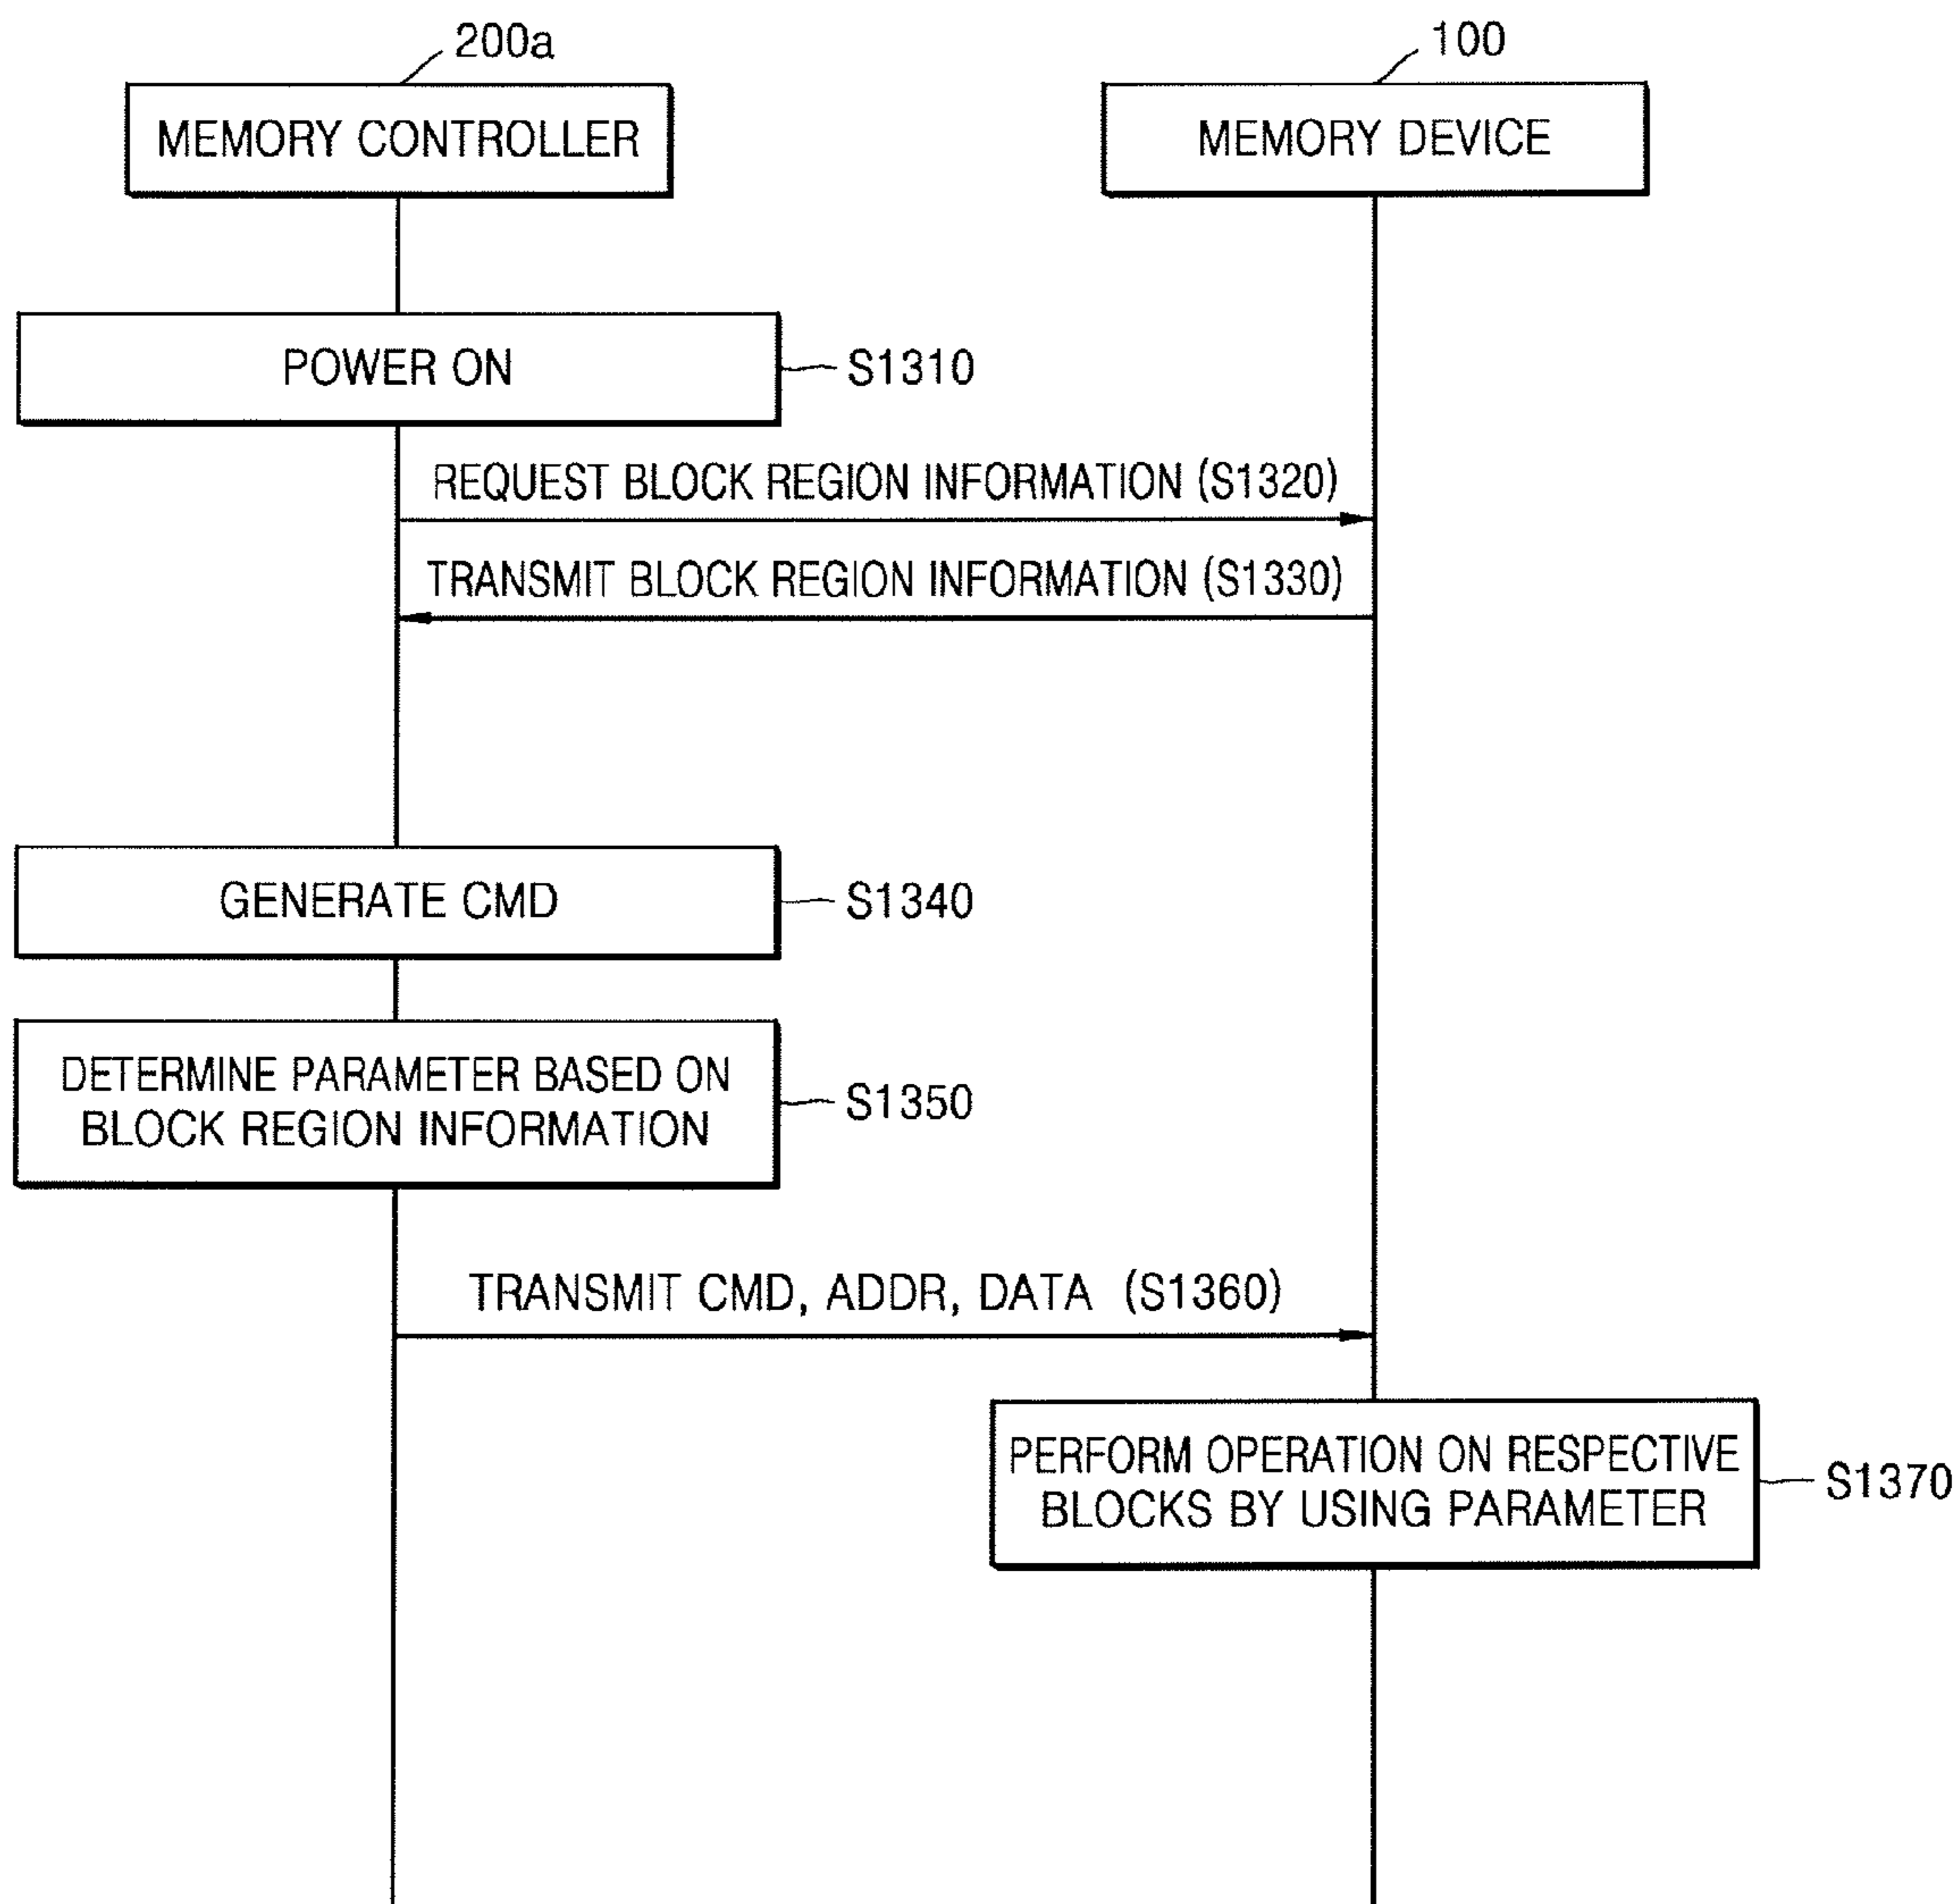 200a
100
MEMORY CONTROLLER
MEMORY DEVICE
POWER ON
S1310
REQUEST BLOCK REGION INFORMATION (S1320)
TRANSMIT BLOCK REGION INFORMATION (S1330)
GENERATE CMD
S1340
DETERMINE PARAMETER BASED ON
BLOCK REGION INFORMATION
S1350
TRANSMIT CMD, ADDR, DATA (S1360)
PERFORM OPERATION ON RESPECTIVE
BLOCKS BY USING PARAMETER
S1370